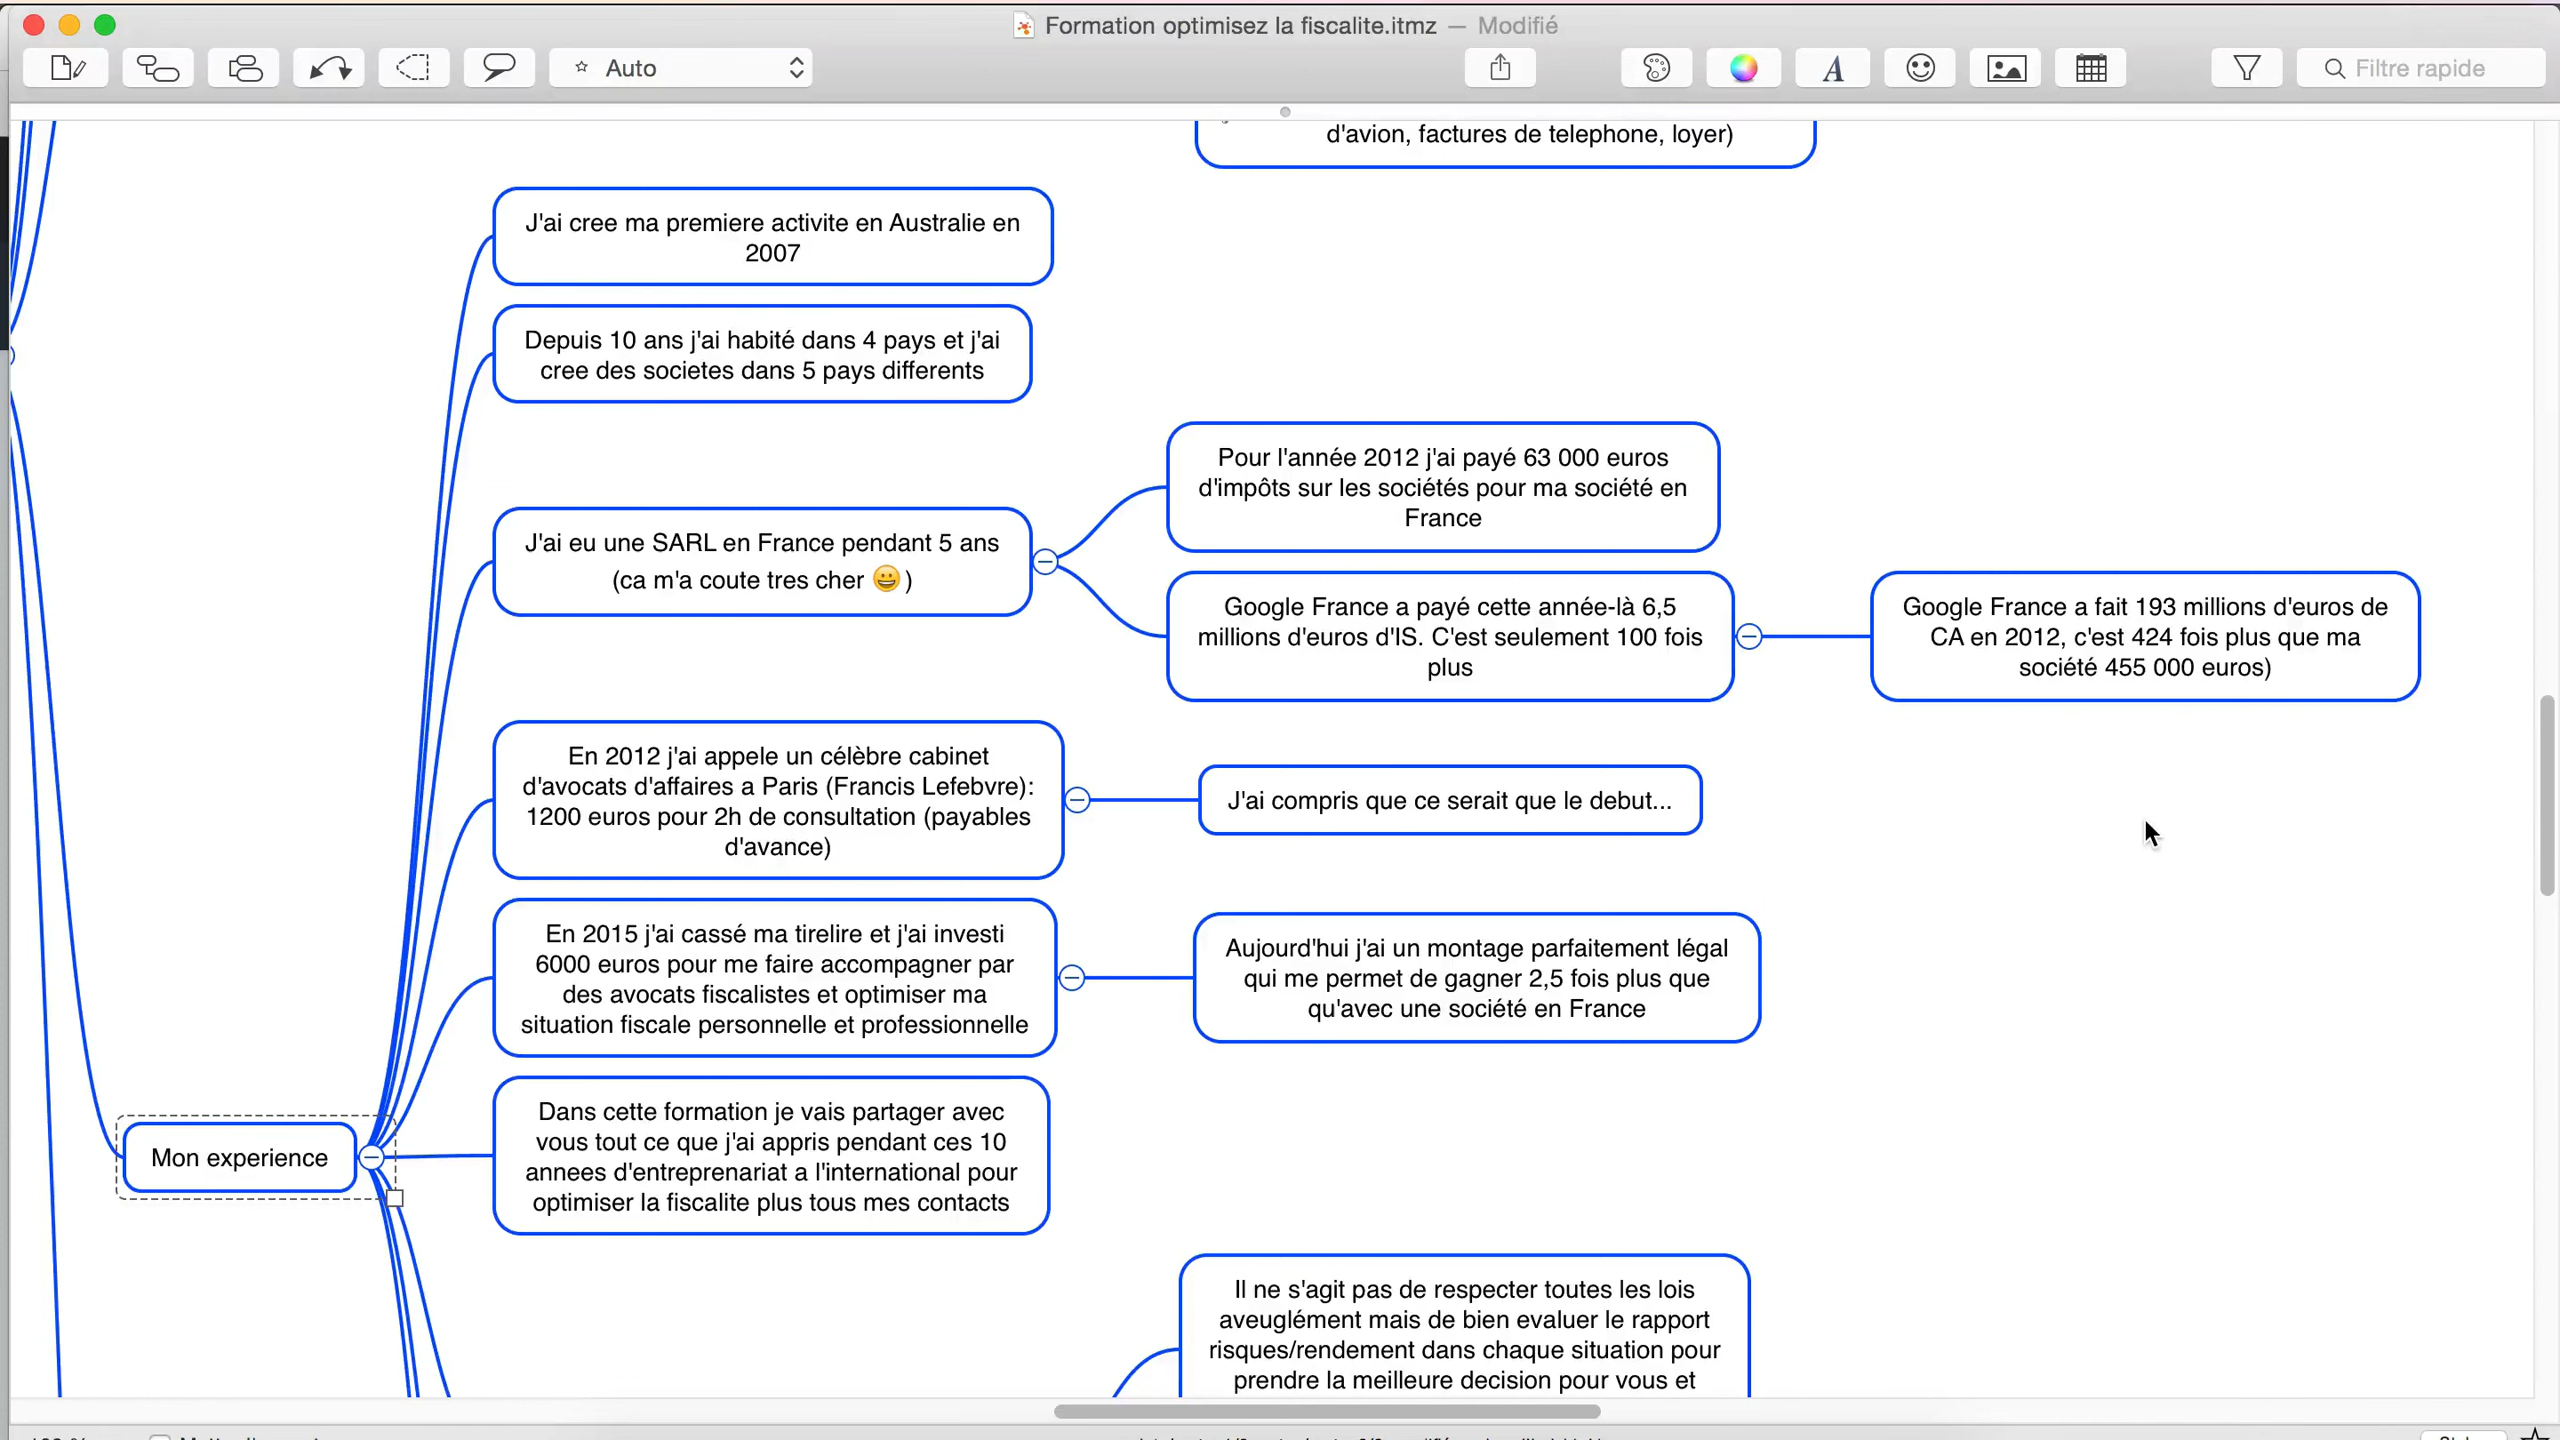 Formation optimisez la fiscalite.itmz — Modifié
Auto
Filtre rapide
d'avion, factures de telephone, loyer)
J'ai cree ma premiere activite en Australie en
2007
Depuis 10 ans j'ai habité dans 4 pays et j'ai
cree des societes dans 5 pays differents
J'ai eu une SARL en France pendant 5 ans
(ca m'a coute tres cher 😀 )
Pour l'année 2012 j'ai payé 63 000 euros
d'impôts sur les sociétés pour ma société en
France
Google France a payé cette année-là 6,5
millions d'euros d'IS. C'est seulement 100 fois
plus
Google France a fait 193 millions d'euros de
CA en 2012, c'est 424 fois plus que ma
société 455 000 euros)
En 2012 j'ai appele un célèbre cabinet
d'avocats d'affaires a Paris (Francis Lefebvre):
1200 euros pour 2h de consultation (payables
d'avance)
J'ai compris que ce serait que le debut...
En 2015 j'ai cassé ma tirelire et j'ai investi
6000 euros pour me faire accompagner par
des avocats fiscalistes et optimiser ma
situation fiscale personnelle et professionnelle
Aujourd'hui j'ai un montage parfaitement légal
qui me permet de gagner 2,5 fois plus que
qu'avec une société en France
Mon experience
Dans cette formation je vais partager avec
vous tout ce que j'ai appris pendant ces 10
annees d'entreprenariat a l'international pour
optimiser la fiscalite plus tous mes contacts
Il ne s'agit pas de respecter toutes les lois
aveuglément mais de bien evaluer le rapport
risques/rendement dans chaque situation pour
prendre la meilleure decision pour vous et